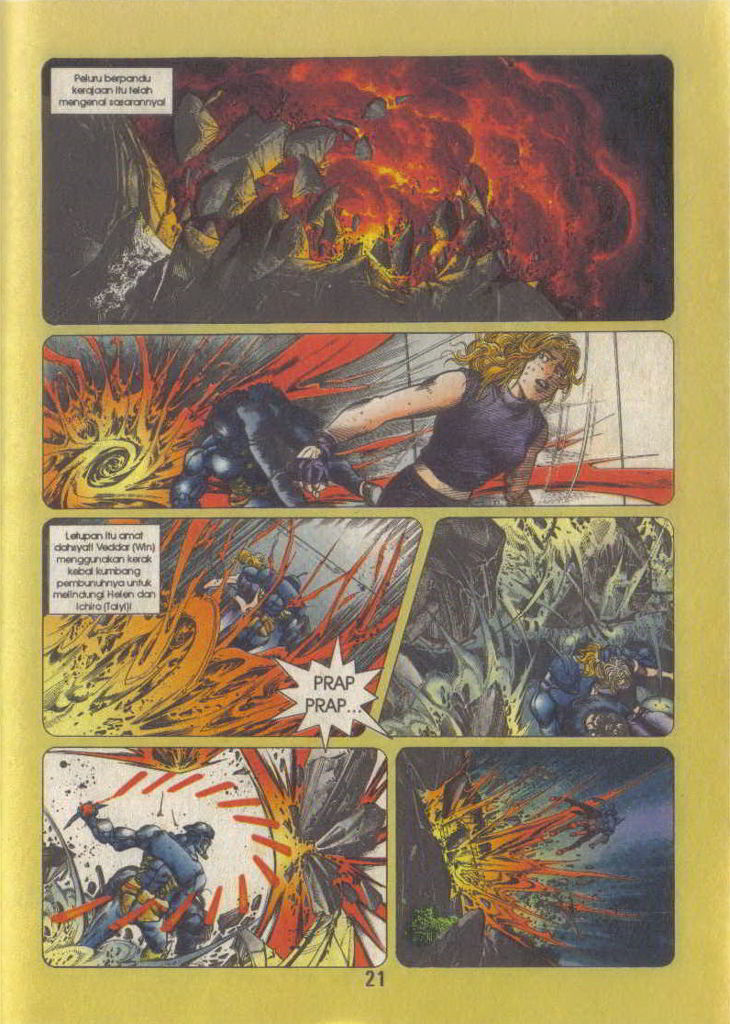 Peluru berpandu
kerajaan itu telah
mengenai sasarannya!
Letupan itu amat
dahsyat! Veddar (Win)
menggunakan kerak
kebal kumbang
pembunuhnya untuk
melindungi Helen dan
Ichiro (Taiyi)!
PRAP
PRAP...
21